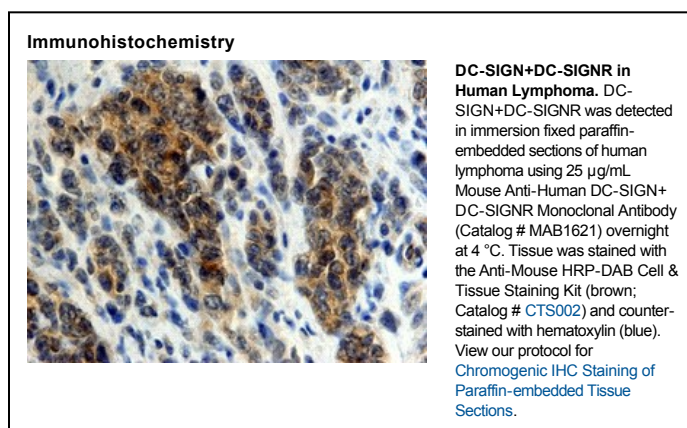 Immunohistochemistry
DC-SIGN+DC-SIGNR in
Human Lymphoma. DC-
SIGN+DC-SIGNR was detected
in immersion fixed paraffin-
embedded sections of human
lymphoma using 25 µg/mL
Mouse Anti-Human DC-SIGN+
DC-SIGNR Monoclonal Antibody
(Catalog # MAB1621) overnight
at 4 °C. Tissue was stained with
the Anti-Mouse HRP-DAB Cell &
Tissue Staining Kit (brown;
Catalog # CTS002) and counter-
stained with hematoxylin (blue).
View our protocol for
Chromogenic IHC Staining of
Paraffin-embedded Tissue
Sections.